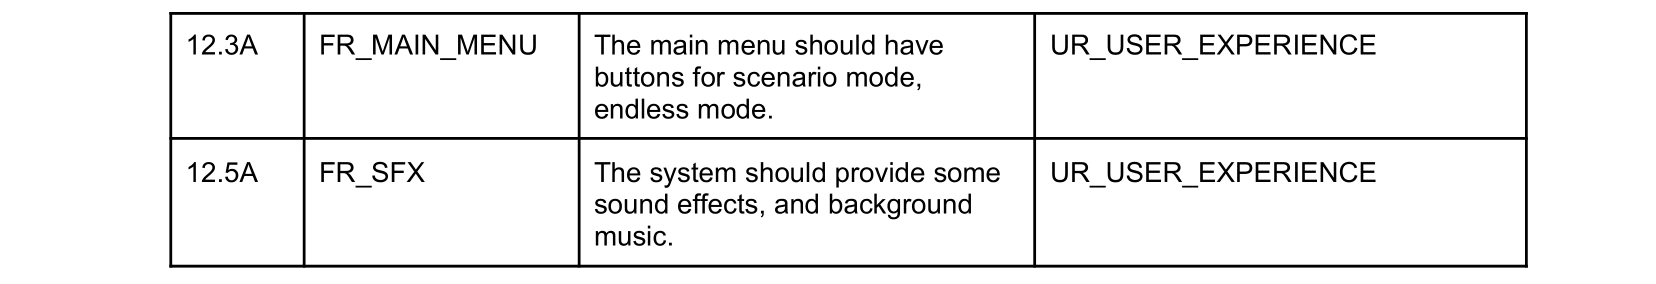 12.3A FR_MAIN_MENU The main menu should have UR_USER_EXPERIENCE
buttons for scenario mode,
endless mode.
12.5A FR_SFX The system should provide some UR_USER_EXPERIENCE
sound effects, and background
music.